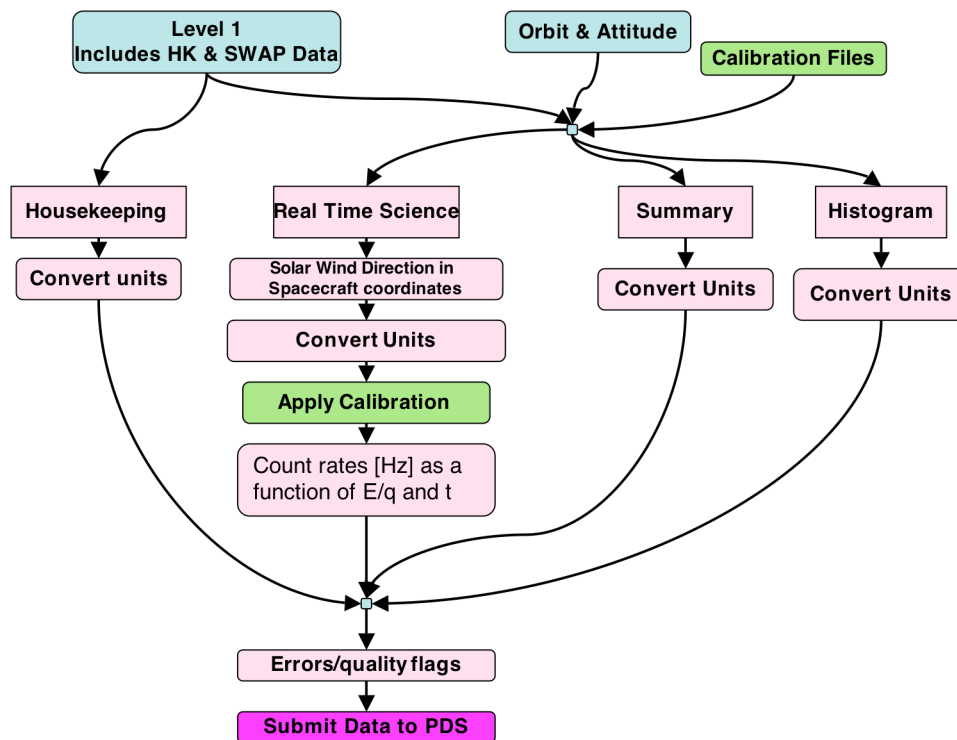 Level 1
Includes HK & SWAP Data
Orbit & Attitude
Calibration Files
Housekeeping
Real Time Science
Summary
Histogram
Convert units
Solar Wind Direction in
Spacecraft coordinates
Convert Units
Convert Units
Convert Units
Apply Calibration
Count rates [Hz] as a
function of E/q and t
Errors/quality flags
Submit Data to PDS